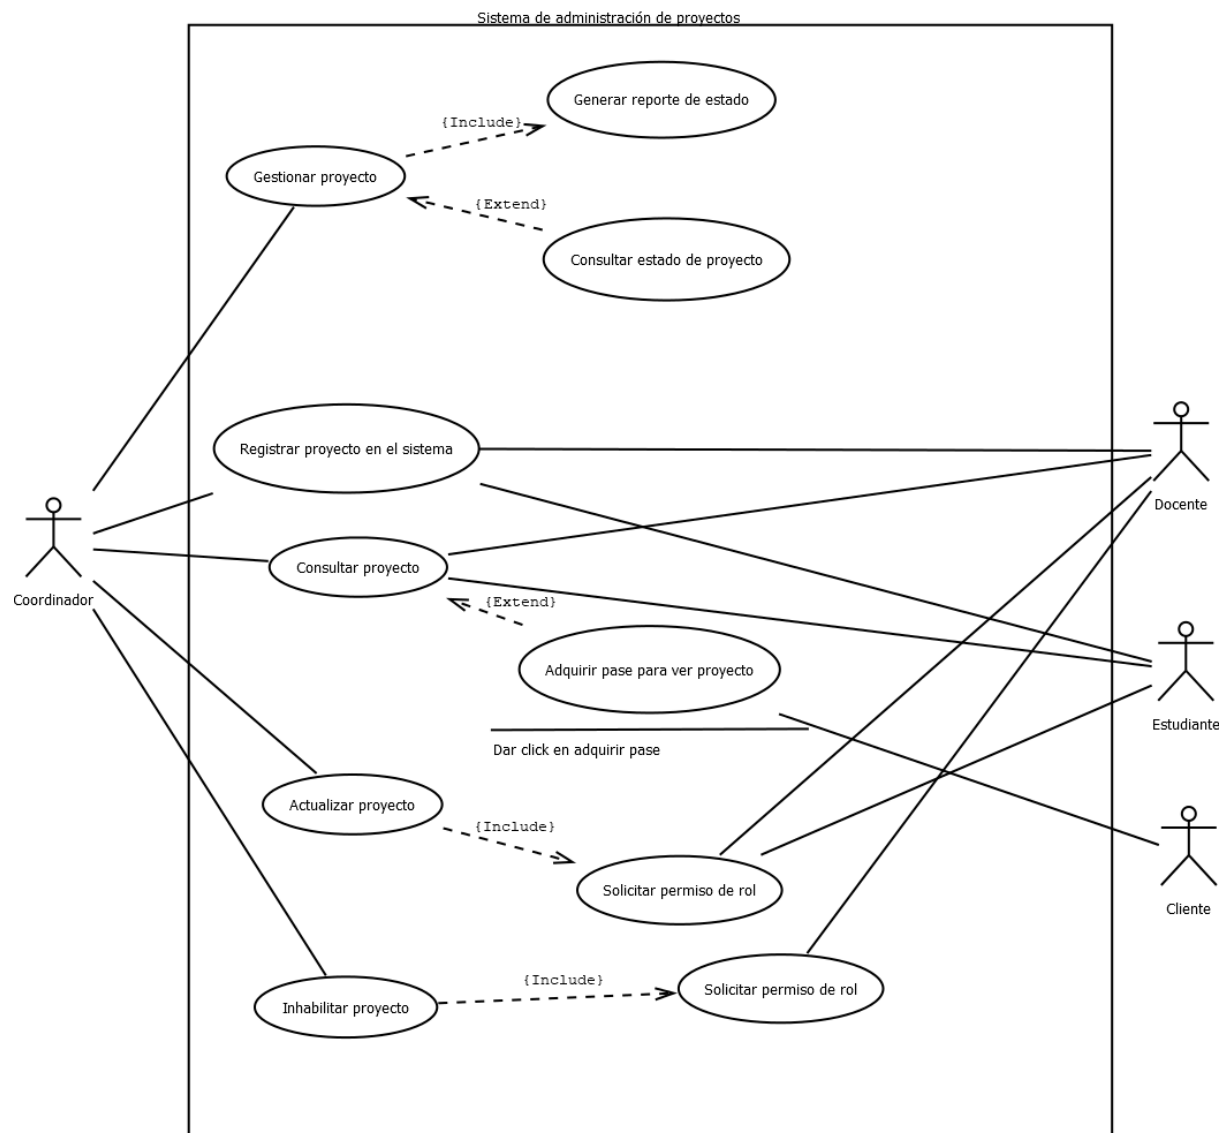 Sistema de administración de proyectos
Generar reporte de estado
{Include}
Gestionar proyecto
{Extend}
Consultar estado de proyecto
Registrar proyecto en el sistema
Docente
Consultar proyecto
Coordinador
{Extend}
Adquirir pase para ver proyecto
Estudiante
Dar click en adquirir pase
Actualizar proyecto
{Include}
Solicitar permiso de rol
Cliente
{Include}
Solicitar permiso de rol
Inhabilitar proyecto